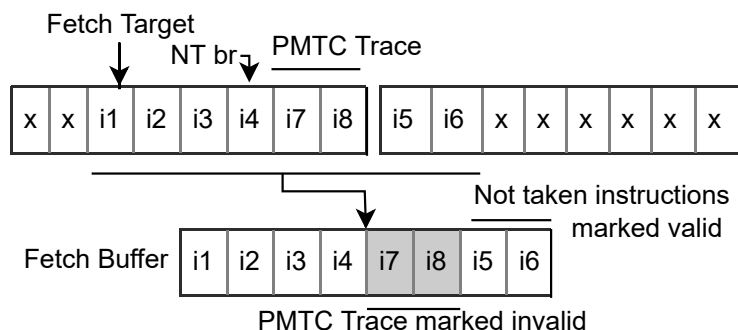 Fetch Target
NT br
PMTC Trace
x x i1 i2 i3 i4 i7 i8 i5 i6 x x x x x x
Not taken instructions
marked valid
Fetch Buffer i1 i2 i3 i4 i7 i8 i5 i6
PMTC Trace marked invalid